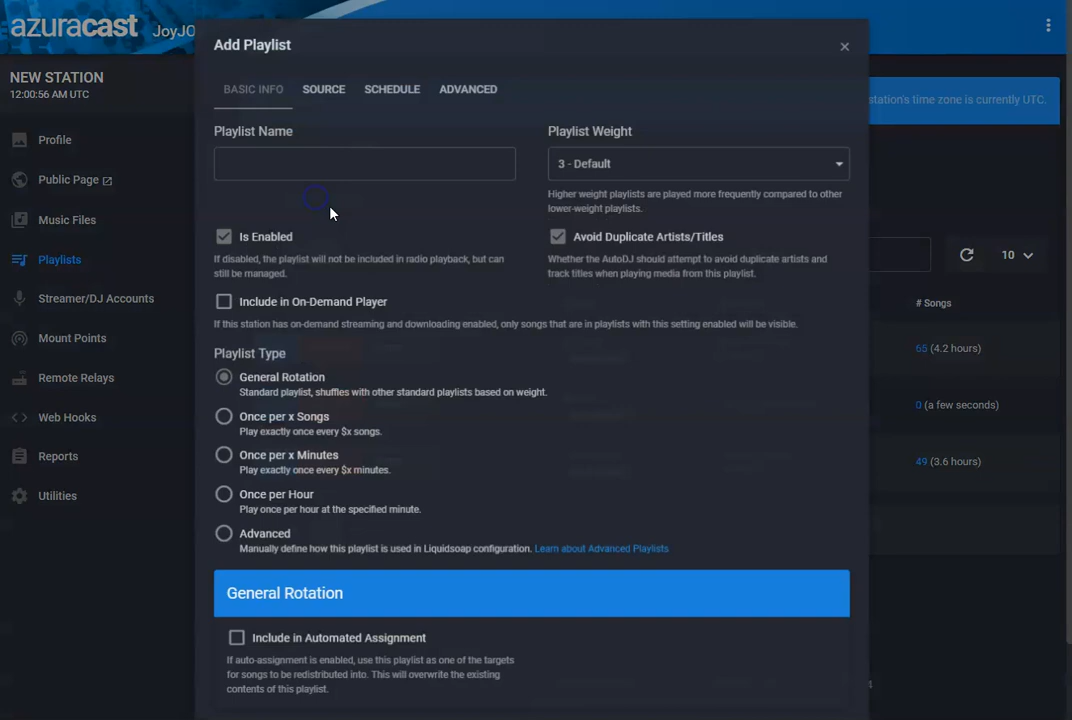 azuracast JoyJO
NEW STATION
12:00:56 AM UTC
Profile
Public Page
Music Files
Playlists
Streamer/DJ Accounts
Mount Points
Remote Relays
Web Hooks
Reports
Utilities
Add Playlist
BASIC INFO SOURCE SCHEDULE ADVANCED
Playlist Name
Playlist Weight
3 - Default
Higher weight playlists are played more frequently compared to other
lower-weight playlists.
Is Enabled
If disabled, the playlist will not be included in radio playback, but can
still be managed.
Avoid Duplicate Artists/Titles
Whether the AutoDJ should attempt to avoid duplicate artists and
track titles when playing media from this playlist.
Include in On-Demand Player
If this station has on-demand streaming and downloading enabled, only songs that are in playlists with this setting enabled will be visible.
Playlist Type
General Rotation
Standard playlist, shuffles with other standard playlists based on weight.
Once per x Songs
Play exactly once every $x songs.
Once per x Minutes
Play exactly once every $x minutes.
Once per Hour
Play once per hour at the specified minute.
Advanced
Manually define how this playlist is used in Liquidsoap configuration. Learn about Advanced Playlists
General Rotation
Include in Automated Assignment
If auto-assignment is enabled, use this playlist as one of the targets
for songs to be redistributed into. This will overwrite the existing
contents of this playlist.
station's time zone is currently UTC.
10
# Songs
65 (4.2 hours)
0 (a few seconds)
49 (3.6 hours)